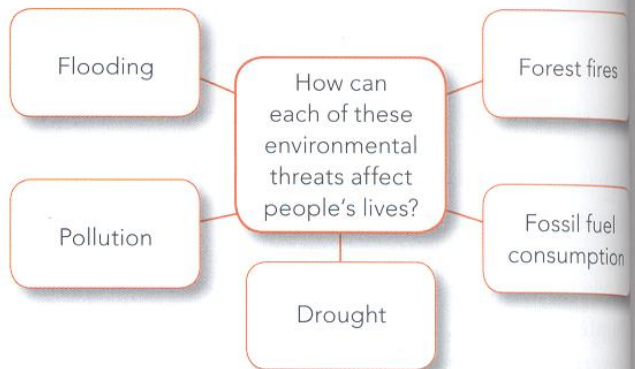 Flooding
How can
each of these
environmental
threats affect
people's lives?
Forest fires
Pollution
Fossil fuel
consumption
Drought